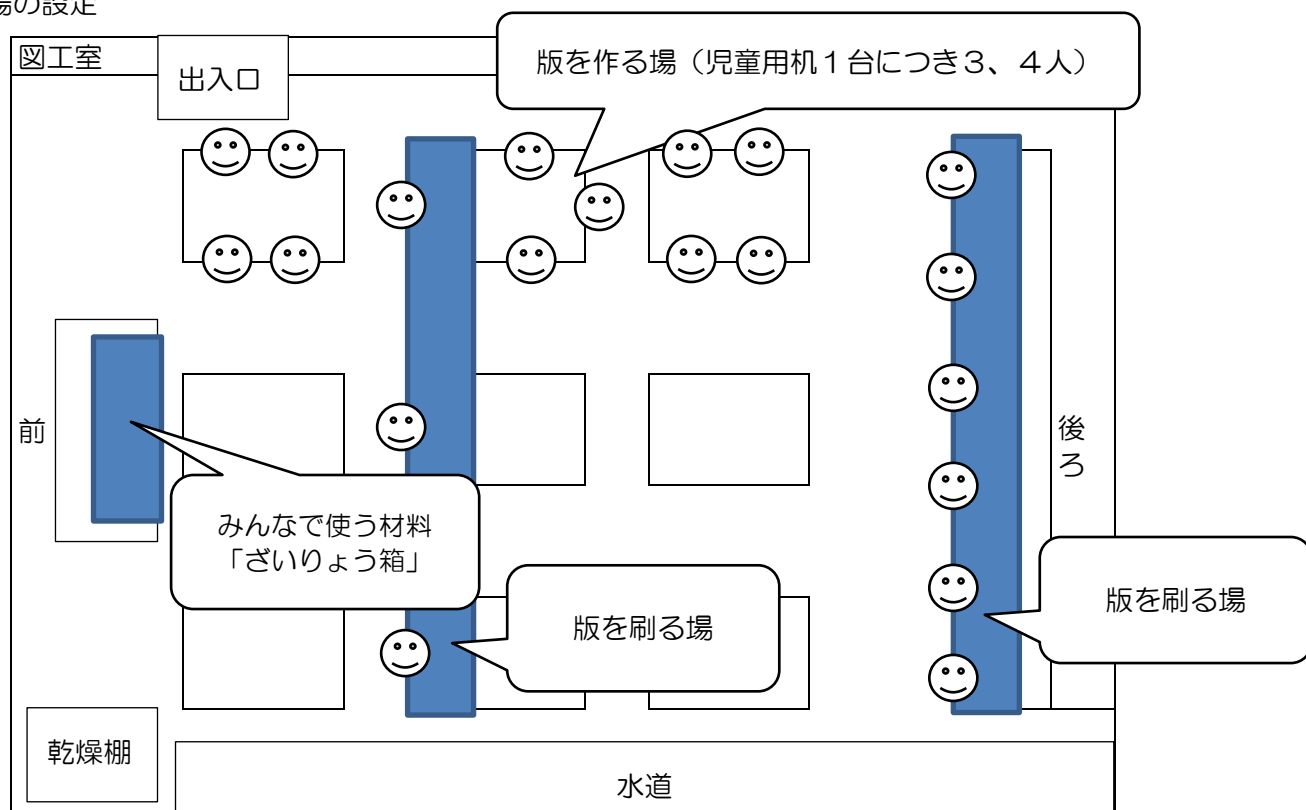 場の設定
図工室
出入口
版を作る場（児童用机１台につき３、４人）
前
後ろ
みんなで使う材料
「ざいりょう箱」
版を刷る場
版を刷る場
乾燥棚
水道